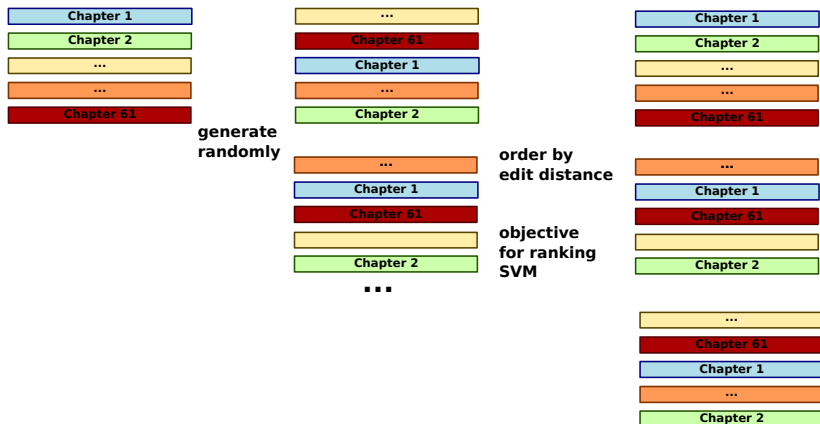 Chapter 1
Chapter 2
...
...
Chapter 61
generate
randomly
...
Chapter 61
Chapter 1
...
Chapter 2
...
Chapter 1
Chapter 61
Chapter 2
...
order by
edit distance
objective
for ranking
SVM
Chapter 1
Chapter 2
...
...
Chapter 61
...
Chapter 1
Chapter 61
Chapter 2
...
Chapter 61
Chapter 1
...
Chapter 2